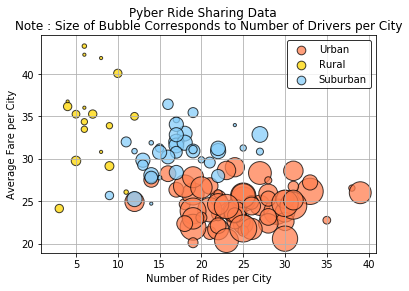 Pyber Ride Sharing Data
Note : Size of Bubble Corresponds to Number of Drivers per City
Urban
Rural
Suburban
40
35
30
25
20
Average Fare per City
5
10
15
20
25
30
35
40
Number of Rides per City